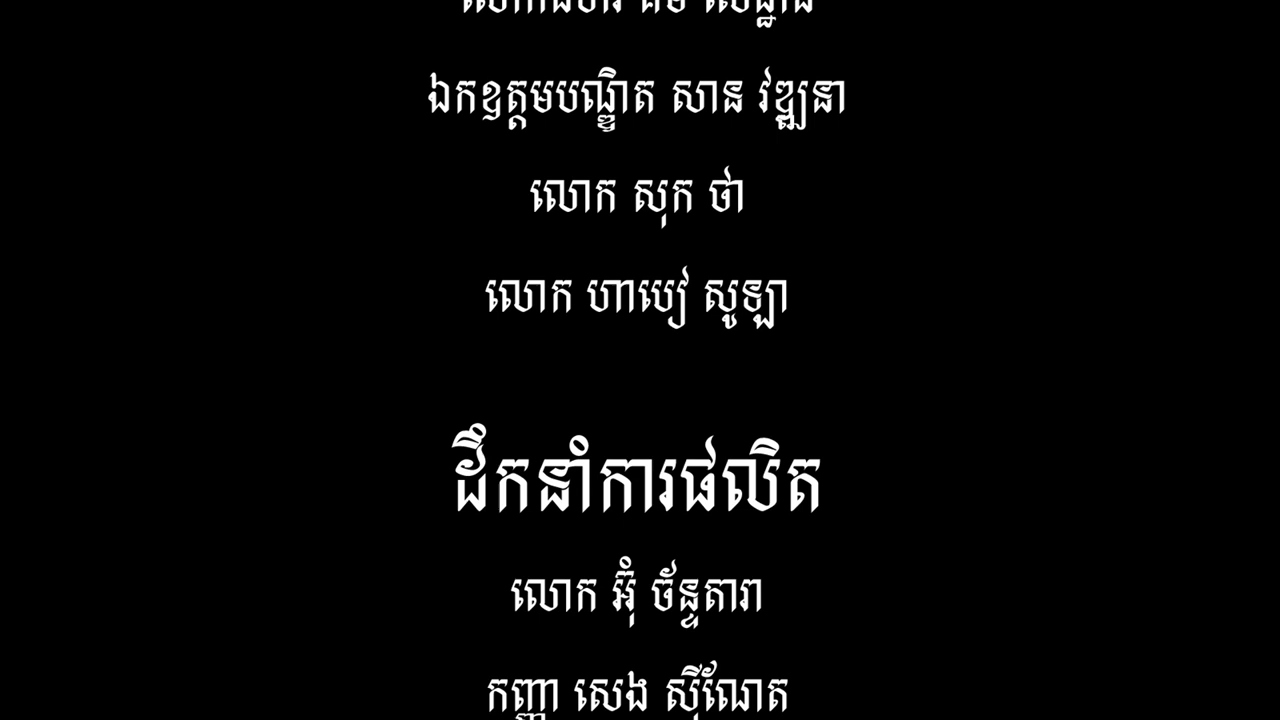 ឯកឧត្តមបណ្ឌិត សាន វឌ្ឍនា
លោក សុក ថា
លោក ហាបៀ សូឡា
ដឹកនាំការផលិត
លោក អ៊ុំ ច័ន្ទតារា
កញ្ញា សេង ស៊ីណែត